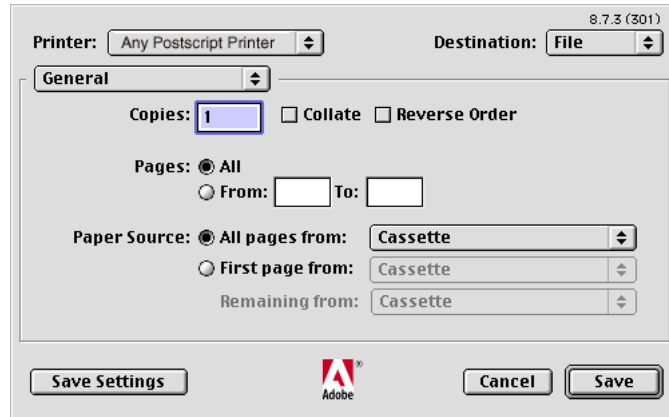 8.7.3 (301)
Printer: Any Postscript Printer Destination: File
General
Copies: 1 Collate Reverse Order
Pages: All
From: To:
Paper Source: All pages from: Cassette
First page from: Cassette
Remaining from: Cassette
Save Settings Adobe® Cancel Save